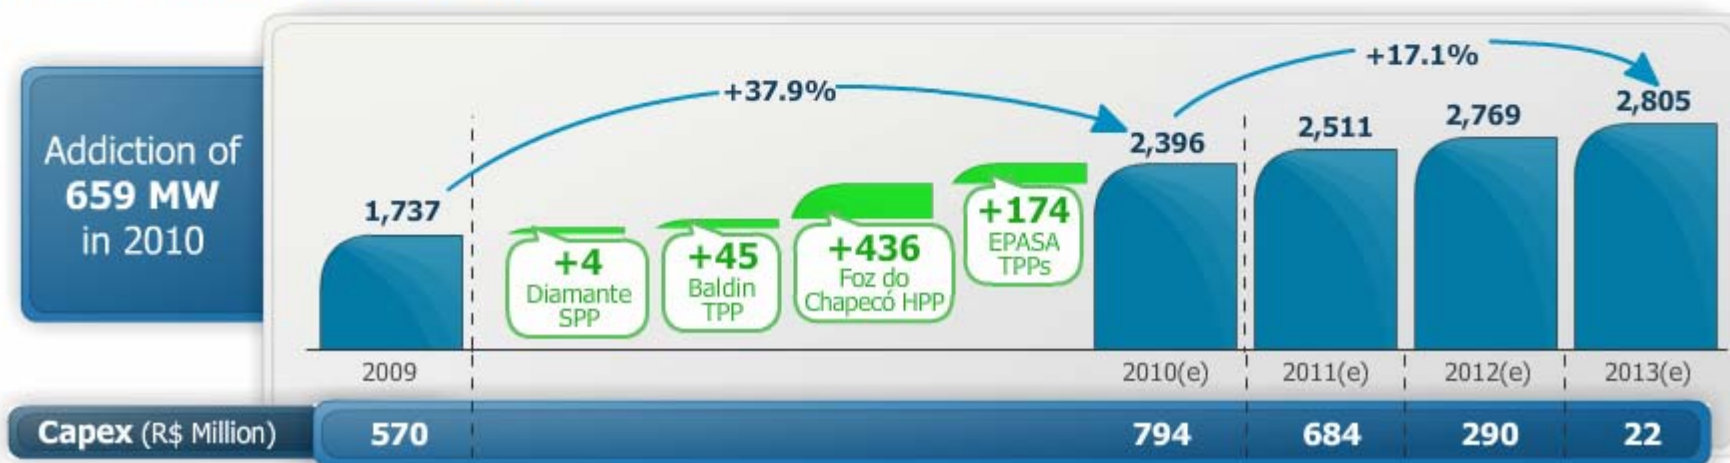 Addiction of
659 MW
in 2010
+37.9%
+17.1%
1,737
+4
Diamante
SPP
+45
Baldin
TPP
+436
Foz do
Chapecó HPP
+174
EPASA
TPPs
2,396
2,511
2,769
2,805
2009
2010(e)
2011(e)
2012(e)
2013(e)
Capex (R$ Million)
570
794
684
290
22